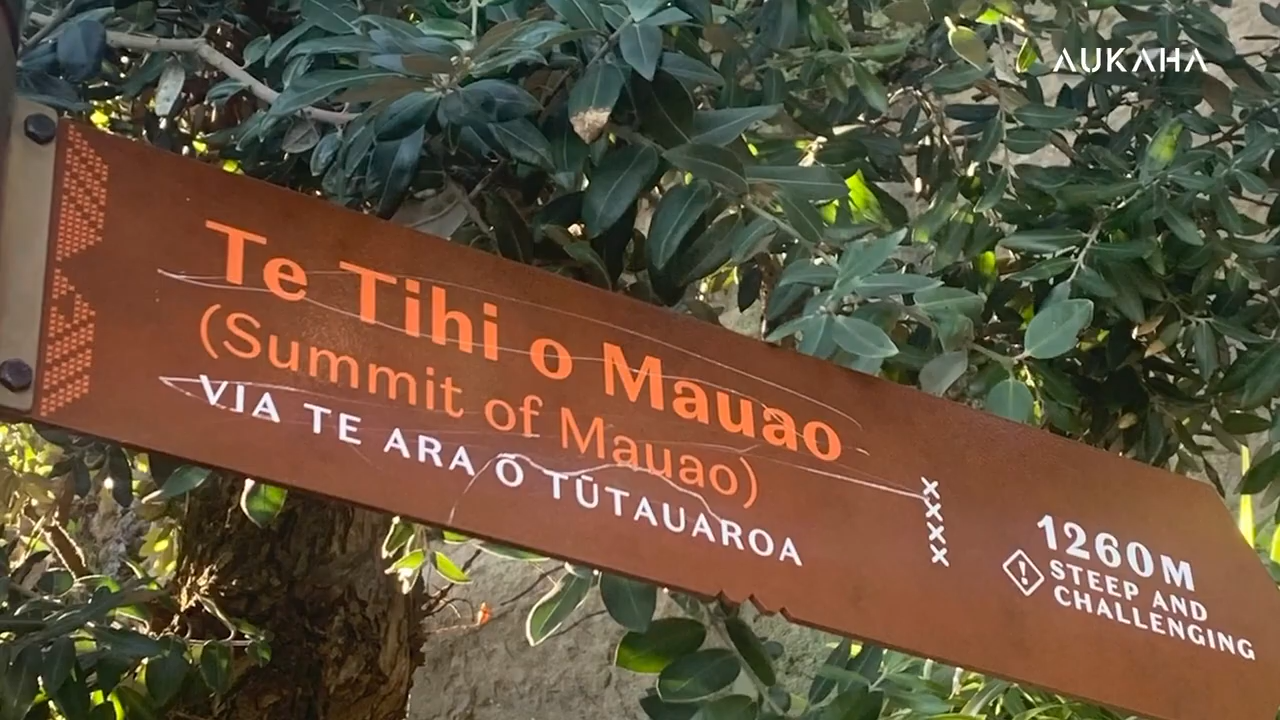 AUKAHA
Te Tihi o Mauao
(Summit of Mauao)
VIA TE ARA O TŪTAUAROA
1260M
STEEP AND
CHALLENGING